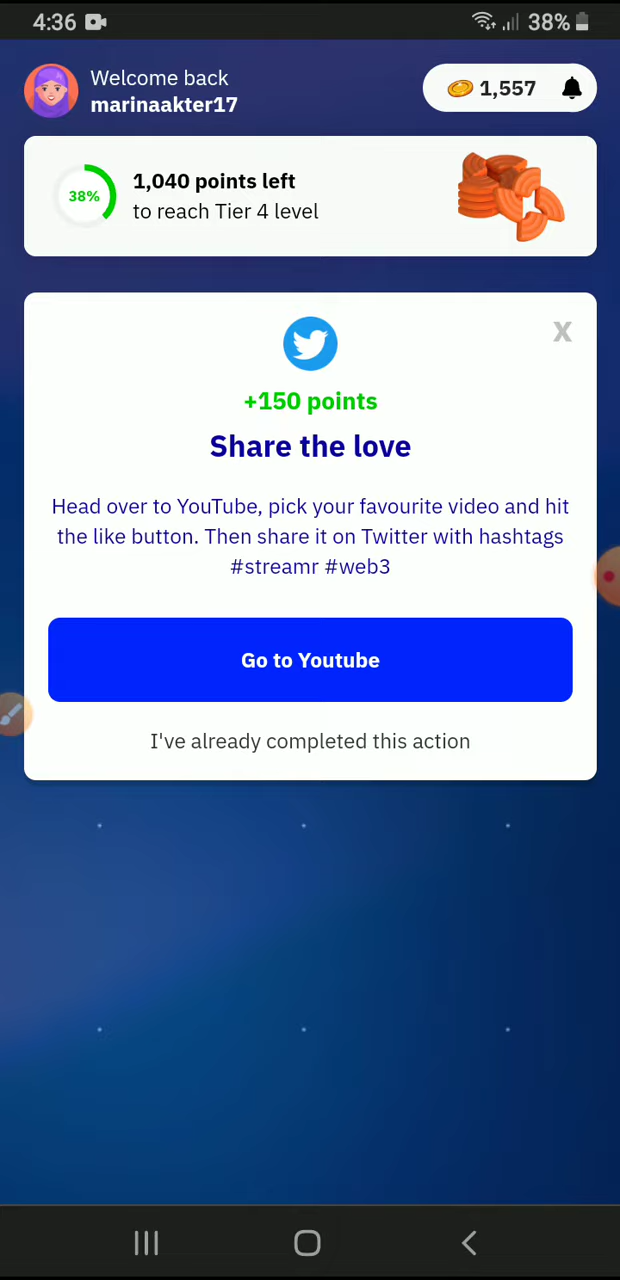 4:36
38%
Welcome back
marinaakter17
1,557
38%
1,040 points left
to reach Tier 4 level
X
+150 points
Share the love
Head over to YouTube, pick your favourite video and hit
the like button. Then share it on Twitter with hashtags
#streamr #web3
Go to Youtube
I've already completed this action